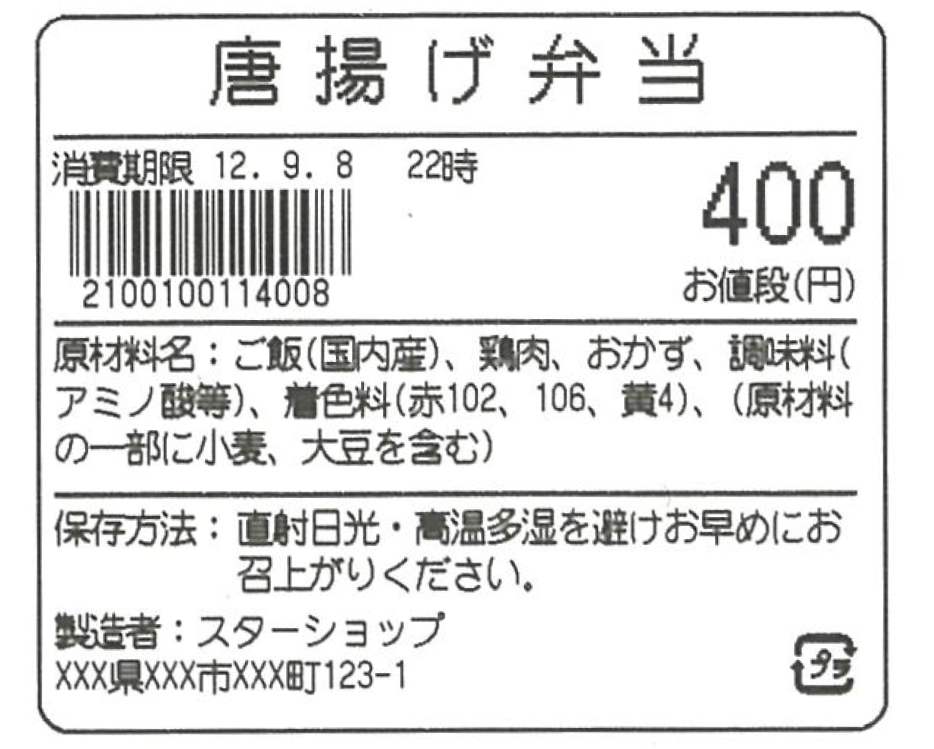 唐揚げ弁当
消費期限 12. 9. 8 22時
2100100114008
400
お値段(円)
原材料名：ご飯(国内産)、鶏肉、おかず、調味料(
アミノ酸等)、着色料(赤102、106、黄4)、(原材料
の一部に小麦、大豆を含む)
保存方法：直射日光・高温多湿を避けお早めにお
召上がりください。
製造者：スターショップ
XXX県XXX市XXX町123-1
プラ